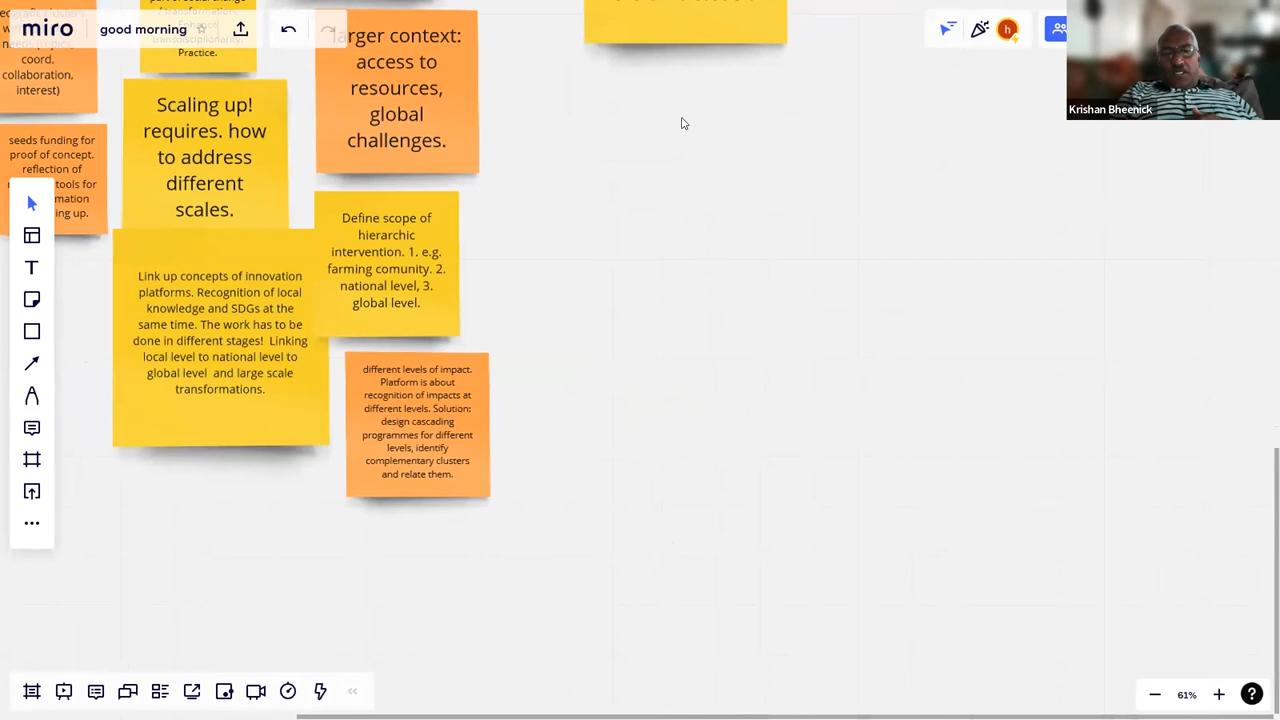 miro
good morning
coord.
collaboration,
interest)
Practice.
larger context:
access to
resources,
global
challenges.
Krishan Bheenick
Scaling up!
requires. how
to address
different
scales.
seeds funding for
proof of concept.
reflection of
tools for
ing up.
Define scope of
hierarchic
intervention. 1. e.g.
farming comunity. 2.
national level, 3.
global level.
Link up concepts of innovation
platforms. Recognition of local
knowledge and SDGs at the
same time. The work has to be
done in different stages! Linking
local level to national level to
global level and large scale
transformations.
different levels of impact.
Platform is about
recognition of impacts at
different levels. Solution:
design cascading
programmes for different
levels, identify
complementary clusters
and relate them.
T
h
61%
?